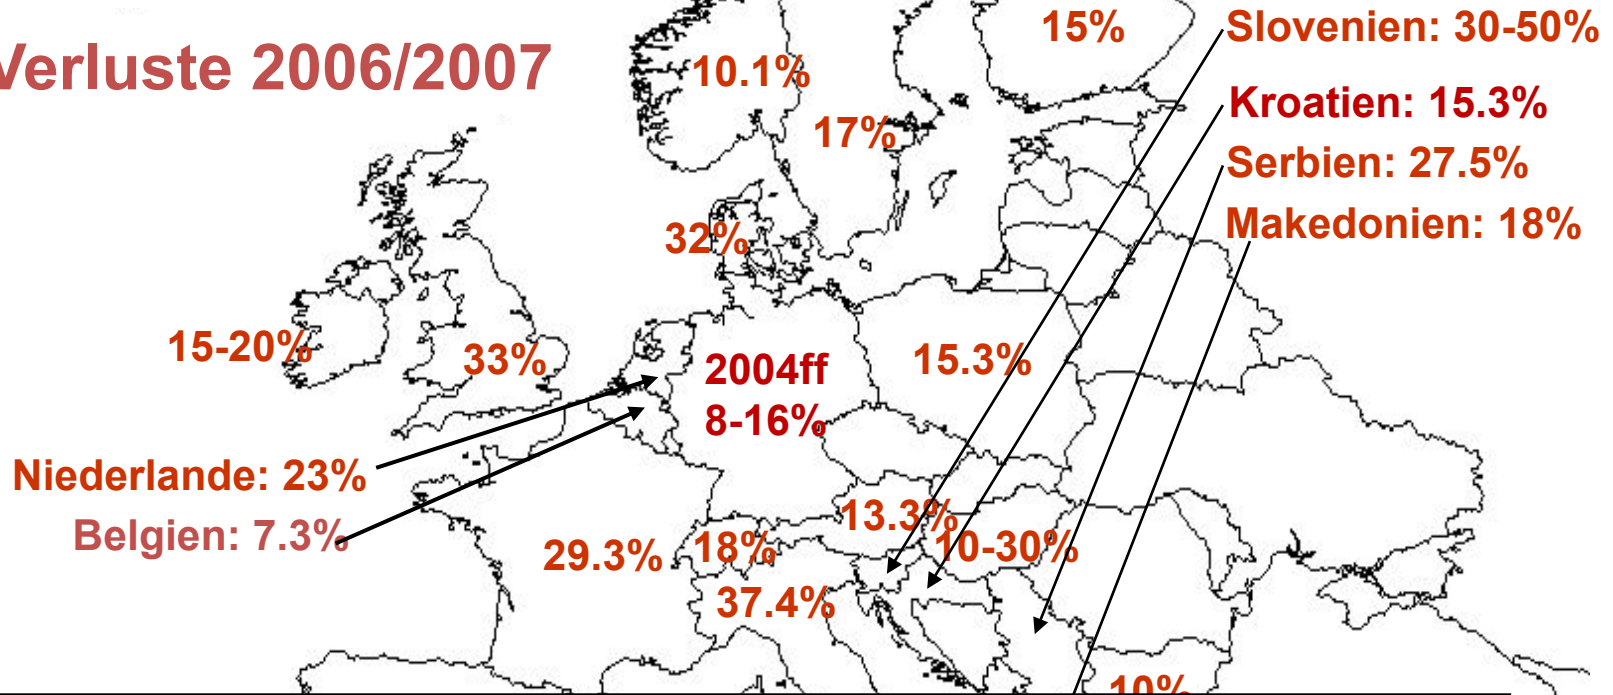 Verluste 2006/2007
15%
Slovenien: 30-50%
10.1%
Kroatien: 15.3%
17%
Serbien: 27.5%
32%
Makedonien: 18%
15-20%
33%
2004ff
8-16%
15.3%
Niederlande: 23%
Belgien: 7.3%
13.3%
29.3%
18%
10-30%
37.4%
10%